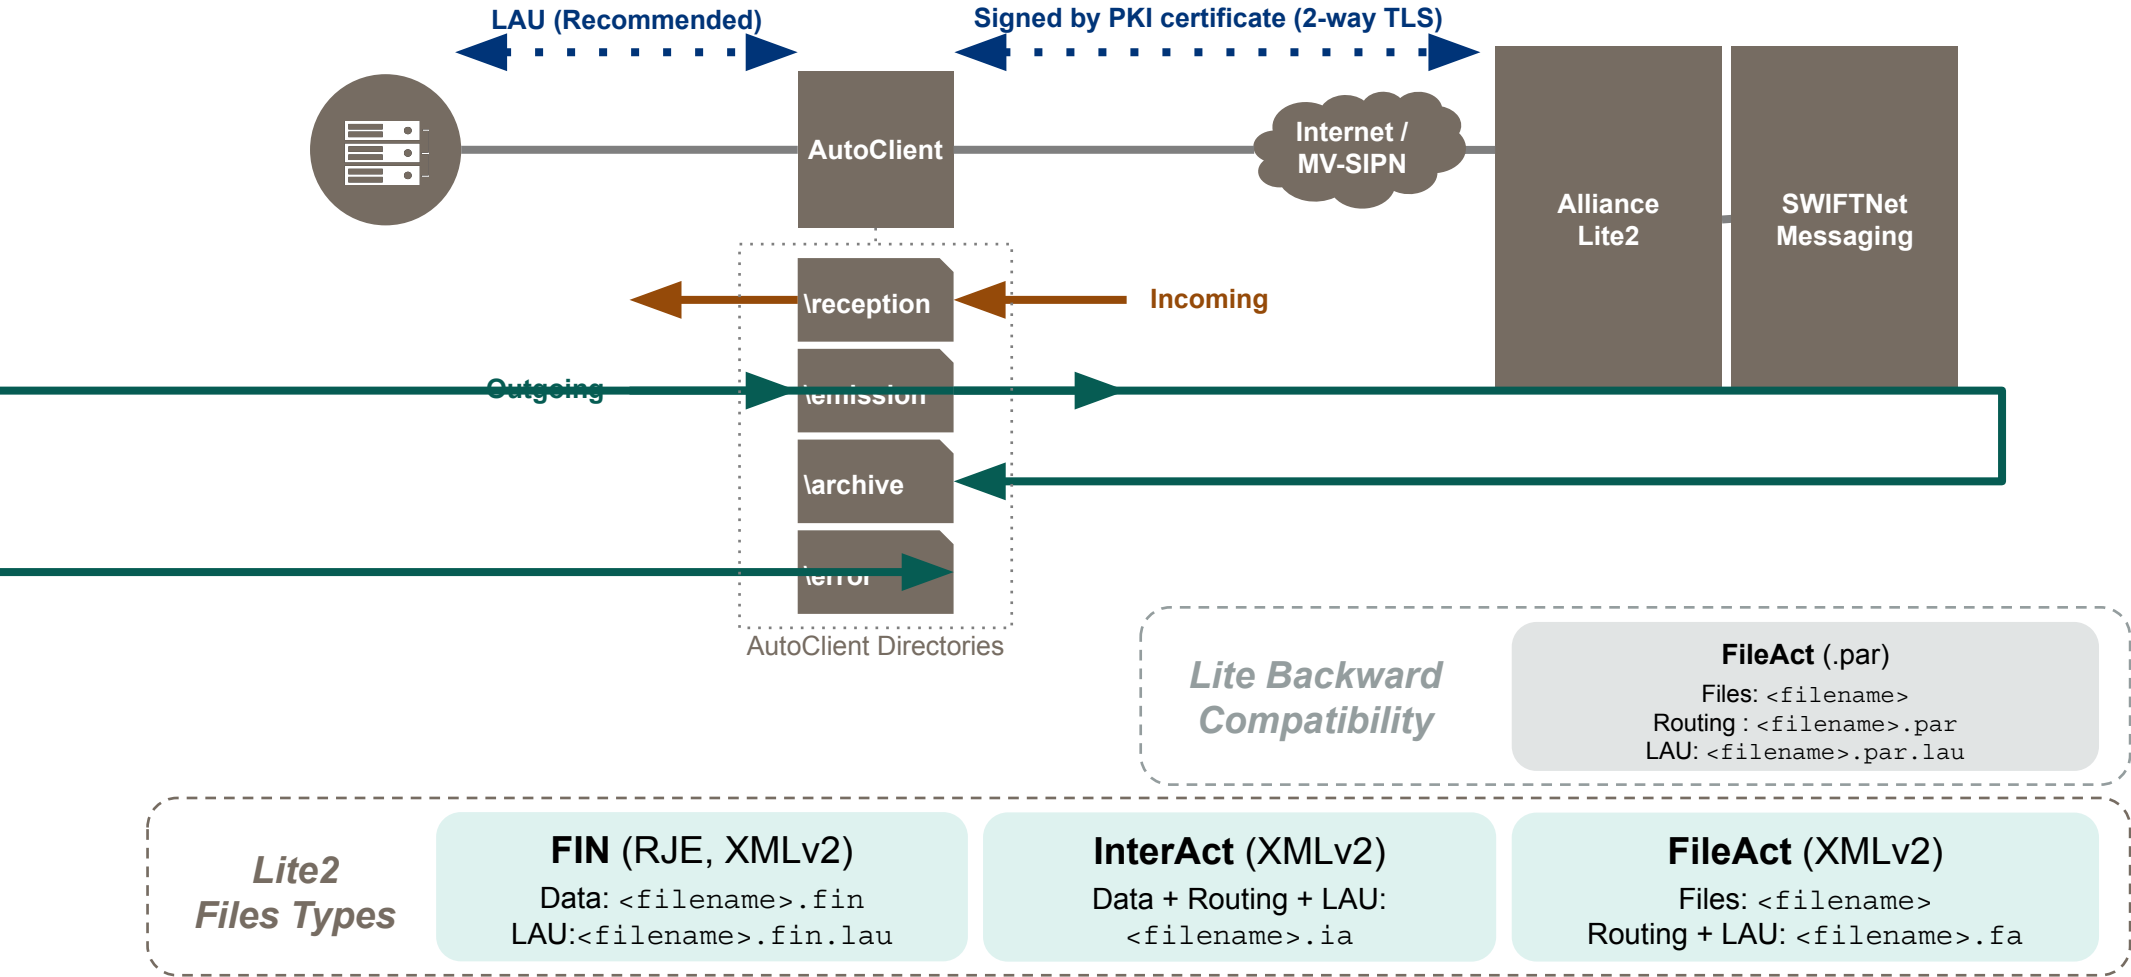 LAU (Recommended)
Signed by PKI certificate (2-way TLS)
AutoClient
Internet /
MV-SIPN
Alliance
Lite2
SWIFTNet
Messaging
\reception
Incoming
Outgoing
\emission
\archive
\error
AutoClient Directories
Lite Backward
Compatibility
FileAct (.par)
Files: <filename>
Routing : <filename>.par
LAU: <filename>.par.lau
Lite2
Files Types
FIN (RJE, XMLv2)
Data: <filename>.fin
LAU:<filename>.fin.lau
InterAct (XMLv2)
Data + Routing + LAU:
<filename>.ia
FileAct (XMLv2)
Files: <filename>
Routing + LAU: <filename>.fa